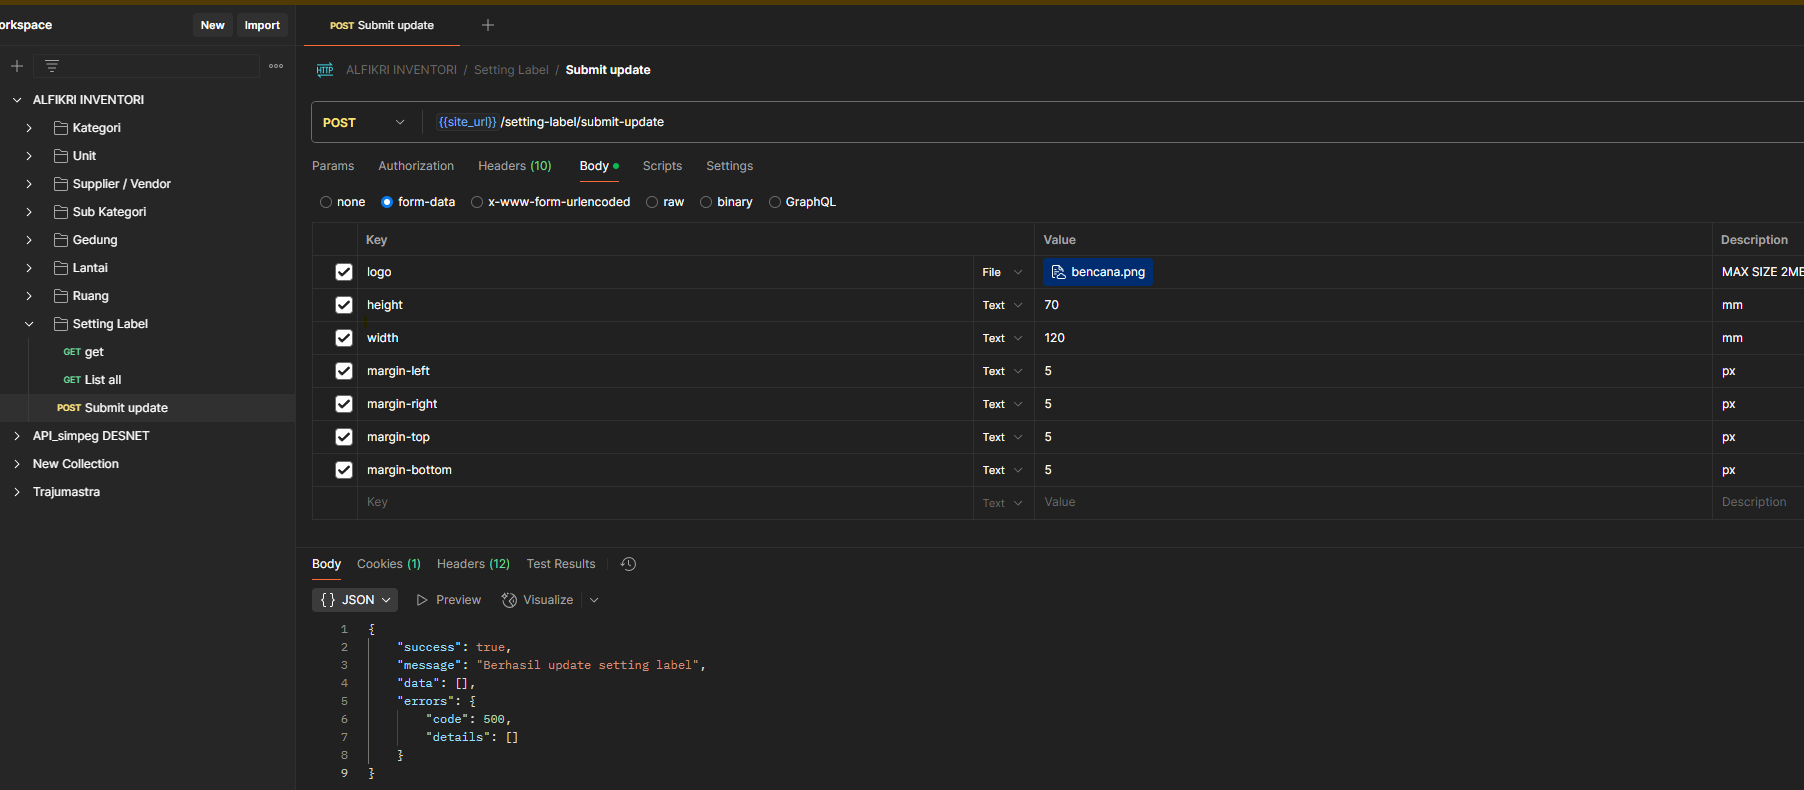 orkspace
New
Import
POST Submit update
ALFIKRI INVENTORI / Setting Label / Submit update
ALFIKRI INVENTORI
Kategori
Unit
Supplier / Vendor
Sub Kategori
Gedung
Lantai
Ruang
Setting Label
GET get
GET List all
POST Submit update
API_simpeg DESNET
New Collection
Trajumastra
HTTP
POST
{{site_url}} /setting-label/submit-update
Params Authorization Headers (10) Body Scripts Settings
none form-data x-www-form-urlencoded raw binary GraphQL
Key Value Description
logo File bencana.png MAX SIZE 2MB
height Text 70 mm
width Text 120 mm
margin-left Text 5 px
margin-right Text 5 px
margin-top Text 5 px
margin-bottom Text 5 px
Key Text Value Description
Body Cookies (1) Headers (12) Test Results
{} JSON Preview Visualize
1 {
2 "success": true,
3 "message": "Berhasil update setting label",
4 "data": [],
5 "errors": {
6 "code": 500,
7 "details": []
8 }
9 }